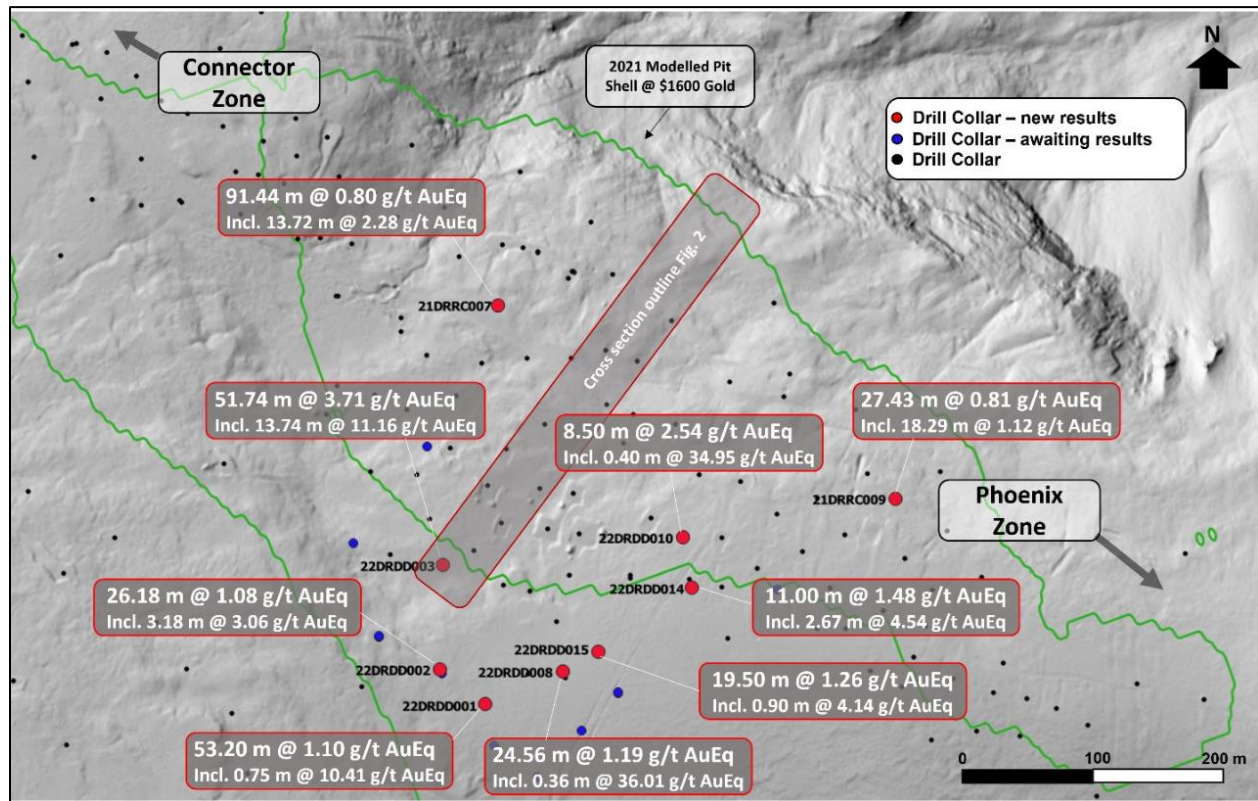 Connector
Zone
2021 Modelled Pit
Shell @ $1600 Gold
N
Drill Collar – new results
Drill Collar – awaiting results
Drill Collar
91.44 m @ 0.80 g/t AuEq
Incl. 13.72 m @ 2.28 g/t AuEq
21DRRC007
Cross section outline Fig. 2
51.74 m @ 3.71 g/t AuEq
Incl. 13.74 m @ 11.16 g/t AuEq
8.50 m @ 2.54 g/t AuEq
Incl. 0.40 m @ 34.95 g/t AuEq
27.43 m @ 0.81 g/t AuEq
Incl. 18.29 m @ 1.12 g/t AuEq
21DRRC009
Phoenix
Zone
22DRDD010
22DRDD003
22DRDD014
26.18 m @ 1.08 g/t AuEq
Incl. 3.18 m @ 3.06 g/t AuEq
11.00 m @ 1.48 g/t AuEq
Incl. 2.67 m @ 4.54 g/t AuEq
22DRDD015
22DRDD002
22DRDD008
19.50 m @ 1.26 g/t AuEq
Incl. 0.90 m @ 4.14 g/t AuEq
22DRDD001
53.20 m @ 1.10 g/t AuEq
Incl. 0.75 m @ 10.41 g/t AuEq
24.56 m @ 1.19 g/t AuEq
Incl. 0.36 m @ 36.01 g/t AuEq
0 100 200 m